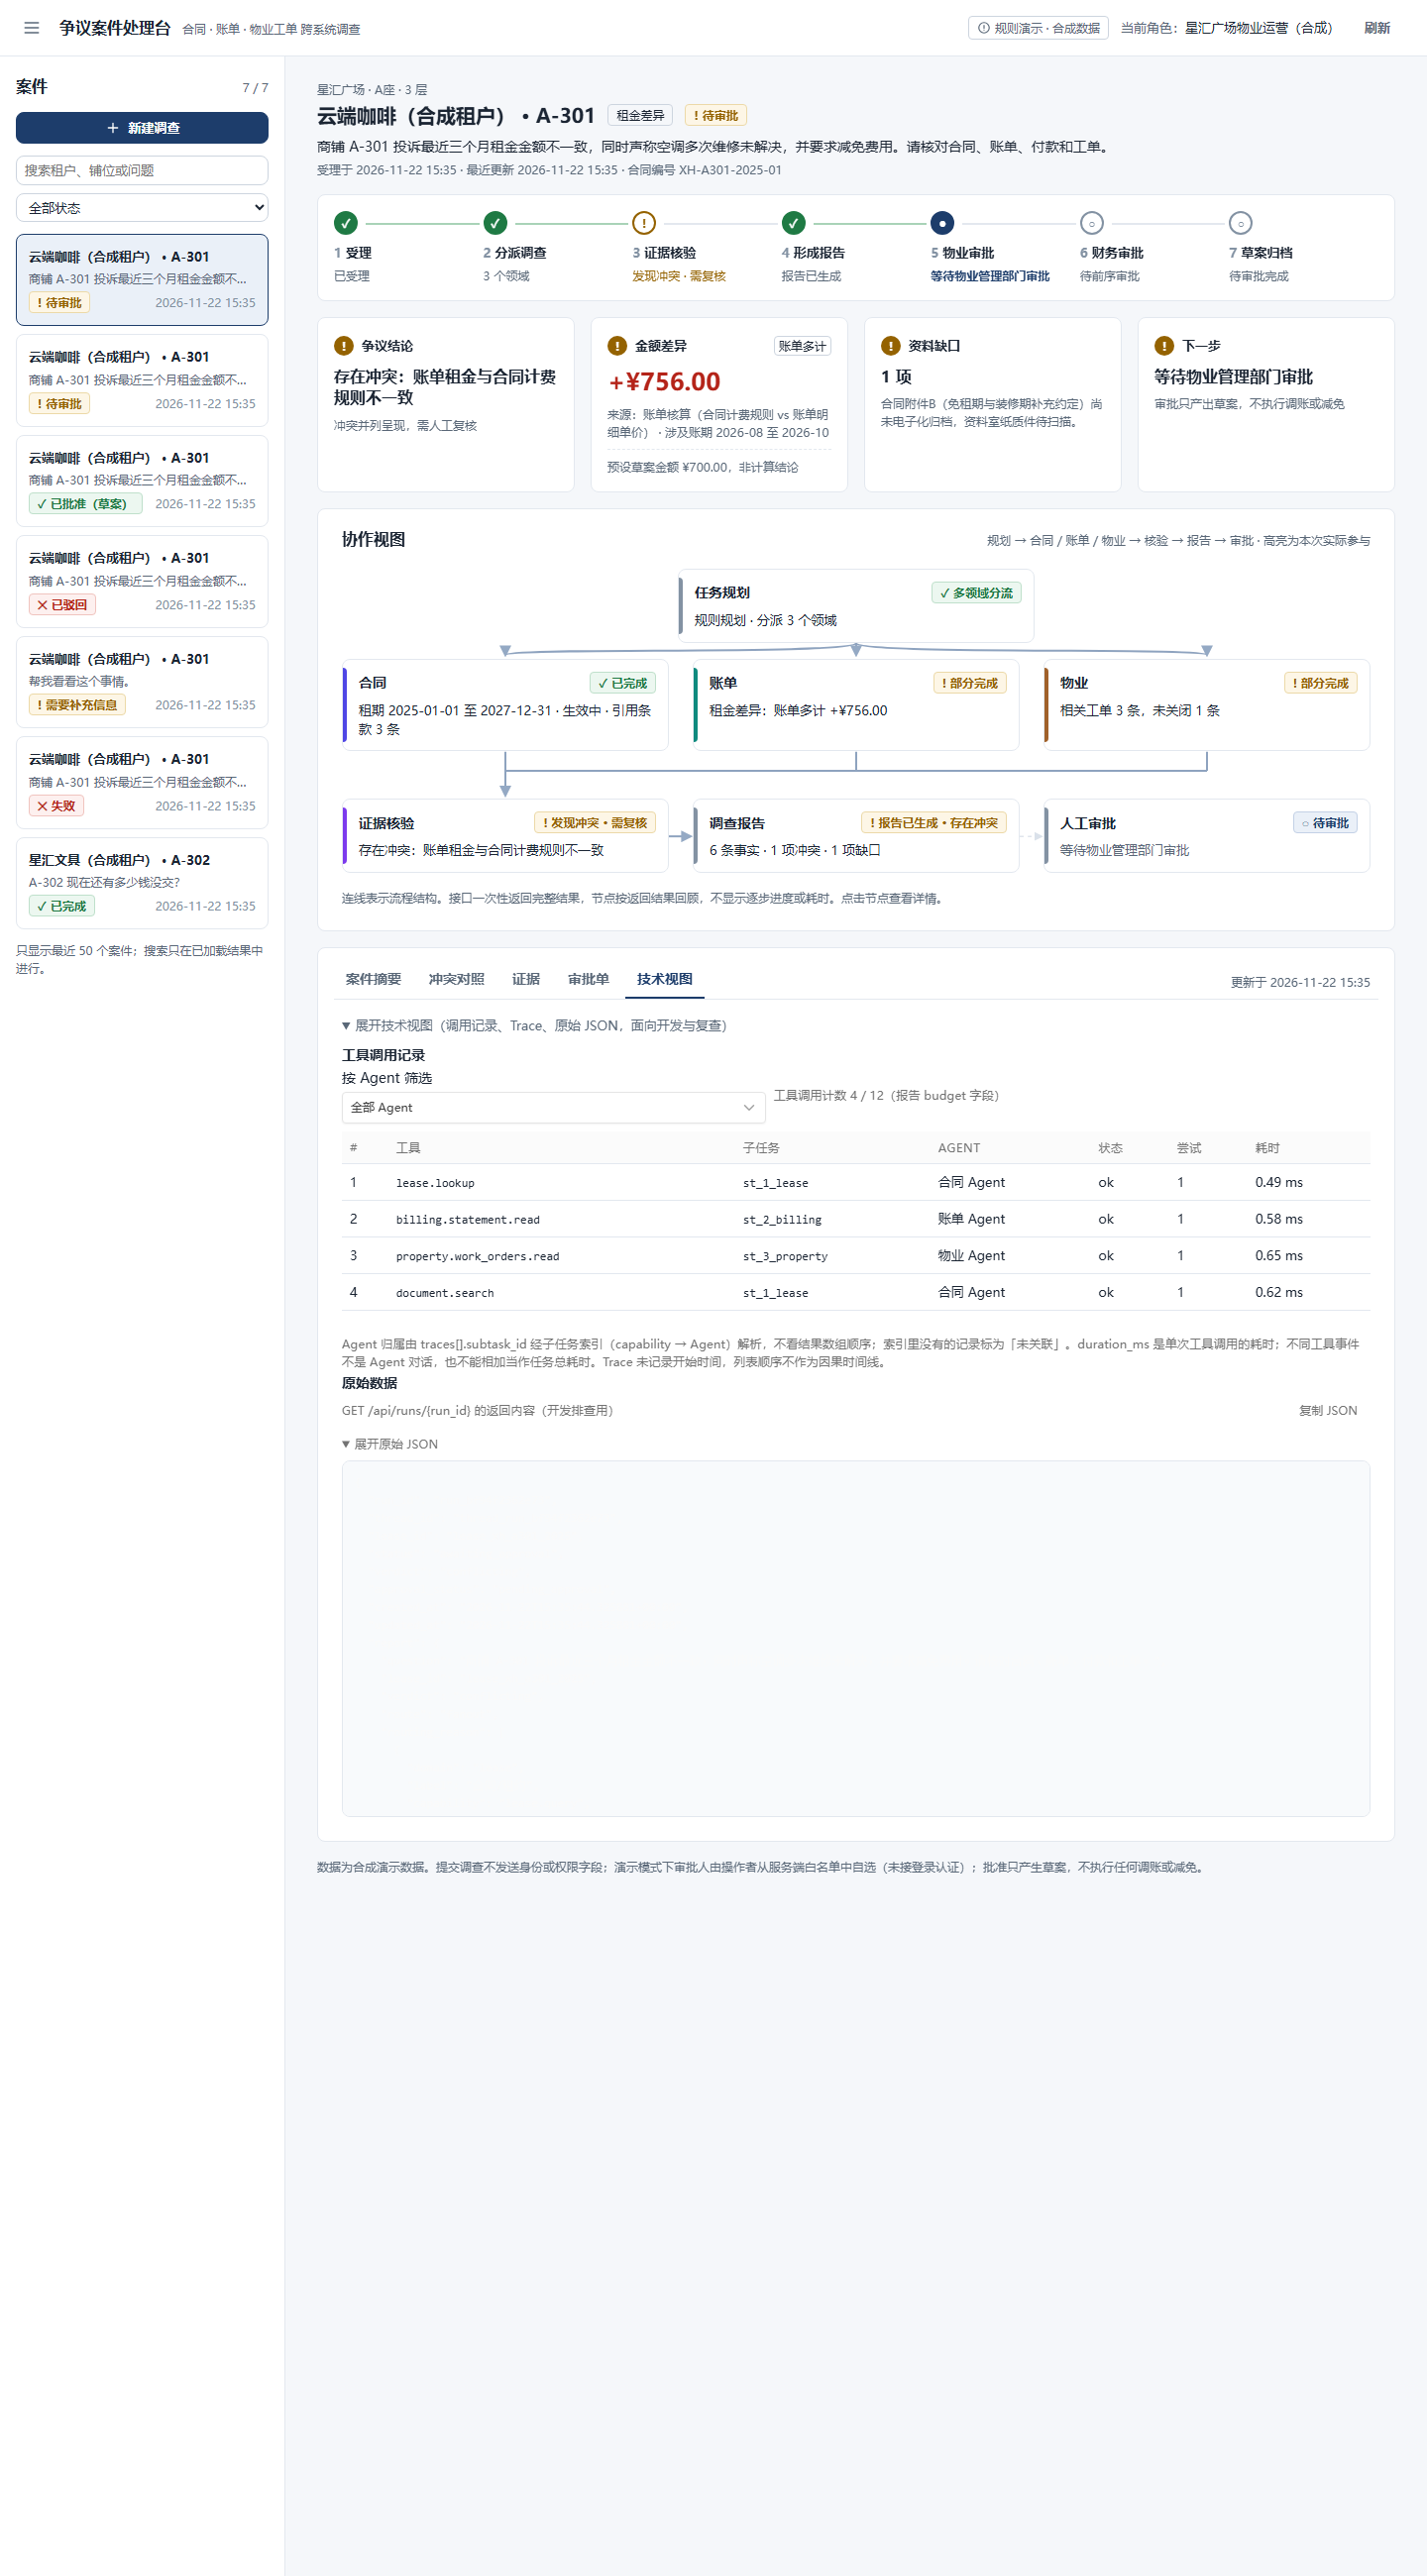 争议案件处理台 合同 · 账单 · 物业工单 跨系统调查
规则演示 · 合成数据 当前角色：星汇广场物业运营（合成） 刷新
案件 7 / 7
新建调查
搜索租户、铺位或问题
全部状态
云端咖啡（合成租户） • A-301
商铺 A-301 投诉最近三个月租金金额不...
! 待审批 2026-11-22 15:35
云端咖啡（合成租户） • A-301
商铺 A-301 投诉最近三个月租金金额不...
! 待审批 2026-11-22 15:35
云端咖啡（合成租户） • A-301
商铺 A-301 投诉最近三个月租金金额不...
✓ 已批准（草案） 2026-11-22 15:35
云端咖啡（合成租户） • A-301
商铺 A-301 投诉最近三个月租金金额不...
✕ 已驳回 2026-11-22 15:35
云端咖啡（合成租户） • A-301
帮我看看这个事情。
! 需要补充信息 2026-11-22 15:35
云端咖啡（合成租户） • A-301
商铺 A-301 投诉最近三个月租金金额不...
✕ 失败 2026-11-22 15:35
星汇文具（合成租户） • A-302
A-302 现在还有多少钱没交？
✓ 已完成 2026-11-22 15:35
只显示最近 50 个案件；搜索只在已加载结果中
进行。
星汇广场 · A座 · 3 层
云端咖啡（合成租户） • A-301 租金差异 ! 待审批
商铺 A-301 投诉最近三个月租金金额不一致，同时声称空调多次维修未解决，并要求减免费用。请核对合同、账单、付款和工单。
受理于 2026-11-22 15:35 · 最近更新 2026-11-22 15:35 · 合同编号 XH-A301-2025-01
1 受理 2 分派调查 3 证据核验 4 形成报告 5 物业审批 6 财务审批 7 草案归档
已受理 3 个领域 发现冲突 · 需复核 报告已生成 等待物业管理部门审批 待前序审批 待审批完成
! 争议结论
存在冲突：账单租金与合同计费
规则不一致
冲突并列呈现，需人工复核
! 金额差异 账单多计
+¥756.00
来源：账单核算（合同计费规则 vs 账单明
细单价） · 涉及账期 2026-08 至 2026-10
预设草案金额 ¥700.00，非计算结论
! 资料缺口
1 项
合同附件B（免租期与装修期补充约定）尚
未电子化归档，资料室纸质件待扫描。
! 下一步
等待物业管理部门审批
审批只产出草案，不执行调账或减免
协作视图 规划 → 合同 / 账单 / 物业 → 核验 → 报告 → 审批 · 高亮为本次实际参与
任务规划 ✓ 多领域分流
规则规划 · 分派 3 个领域
合同 ✓ 已完成
租期 2025-01-01 至 2027-12-31 · 生效中 · 引用条
款 3 条
账单 ! 部分完成
租金差异：账单多计 +¥756.00
物业 ! 部分完成
相关工单 3 条，未关闭 1 条
证据核验 ! 发现冲突 • 需复核
存在冲突：账单租金与合同计费规则不一致
调查报告 ! 报告已生成 • 存在冲突
6 条事实 · 1 项冲突 · 1 项缺口
人工审批 ○ 待审批
等待物业管理部门审批
连线表示流程结构。接口一次性返回完整结果，节点按返回结果回顾，不显示逐步进度或耗时。点击节点查看详情。
案件摘要 冲突对照 证据 审批单 技术视图 更新于 2026-11-22 15:35
▼ 展开技术视图（调用记录、Trace、原始 JSON，面向开发与复查）
工具调用记录
按 Agent 筛选
全部 Agent 工具调用计数 4 / 12（报告 budget 字段）
# 工具 子任务 AGENT 状态 尝试 耗时
1 lease.lookup st_1_lease 合同 Agent ok 1 0.49 ms
2 billing.statement.read st_2_billing 账单 Agent ok 1 0.58 ms
3 property.work_orders.read st_3_property 物业 Agent ok 1 0.65 ms
4 document.search st_1_lease 合同 Agent ok 1 0.62 ms
Agent 归属由 traces[].subtask_id 经子任务索引（capability → Agent）解析，不看结果数组顺序；索引里没有的记录标为「未关联」。duration_ms 是单次工具调用的耗时；不同工具事件
不是 Agent 对话，也不能相加当作任务总耗时。Trace 未记录开始时间，列表顺序不作为因果时间线。
原始数据
GET /api/runs/{run_id} 的返回内容（开发排查用） 复制 JSON
▼ 展开原始 JSON
数据为合成演示数据。提交调查不发送身份或权限字段；演示模式下审批人由操作者从服务端白名单中自选（未接登录认证）；批准只产生草案，不执行任何调账或减免。